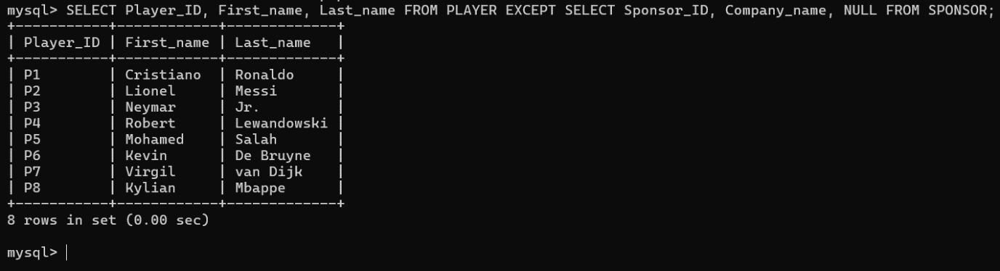 mysql> SELECT Player_ID, First_name, Last_name FROM PLAYER EXCEPT SELECT Sponsor_ID, Company_name, NULL FROM SPONSOR;
+-----------+------------+-------------+
| Player_ID | First_name | Last_name   |
+-----------+------------+-------------+
| P1        | Cristiano  | Ronaldo     |
| P2        | Lionel     | Messi       |
| P3        | Neymar     | Jr.         |
| P4        | Robert     | Lewandowski |
| P5        | Mohamed    | Salah       |
| P6        | Kevin      | De Bruyne   |
| P7        | Virgil     | van Dijk    |
| P8        | Kylian     | Mbappe      |
+-----------+------------+-------------+
8 rows in set (0.00 sec)
mysql>